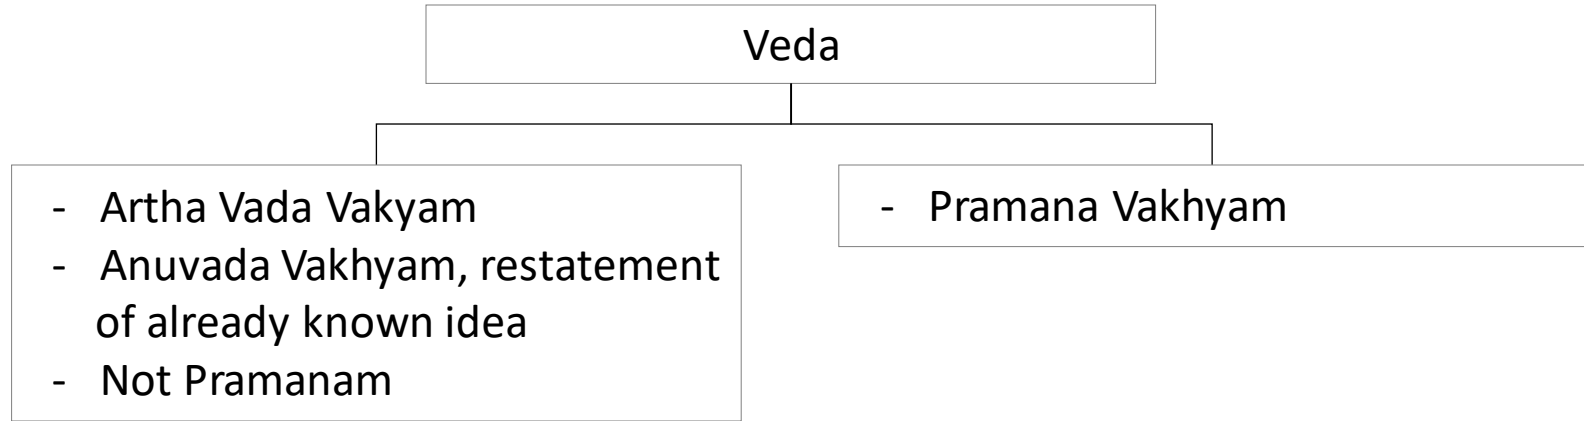 Veda
- Artha Vada Vakyam
- Anuvada Vakhyam, restatement
of already known idea
- Not Pramanam
- Pramana Vakhyam